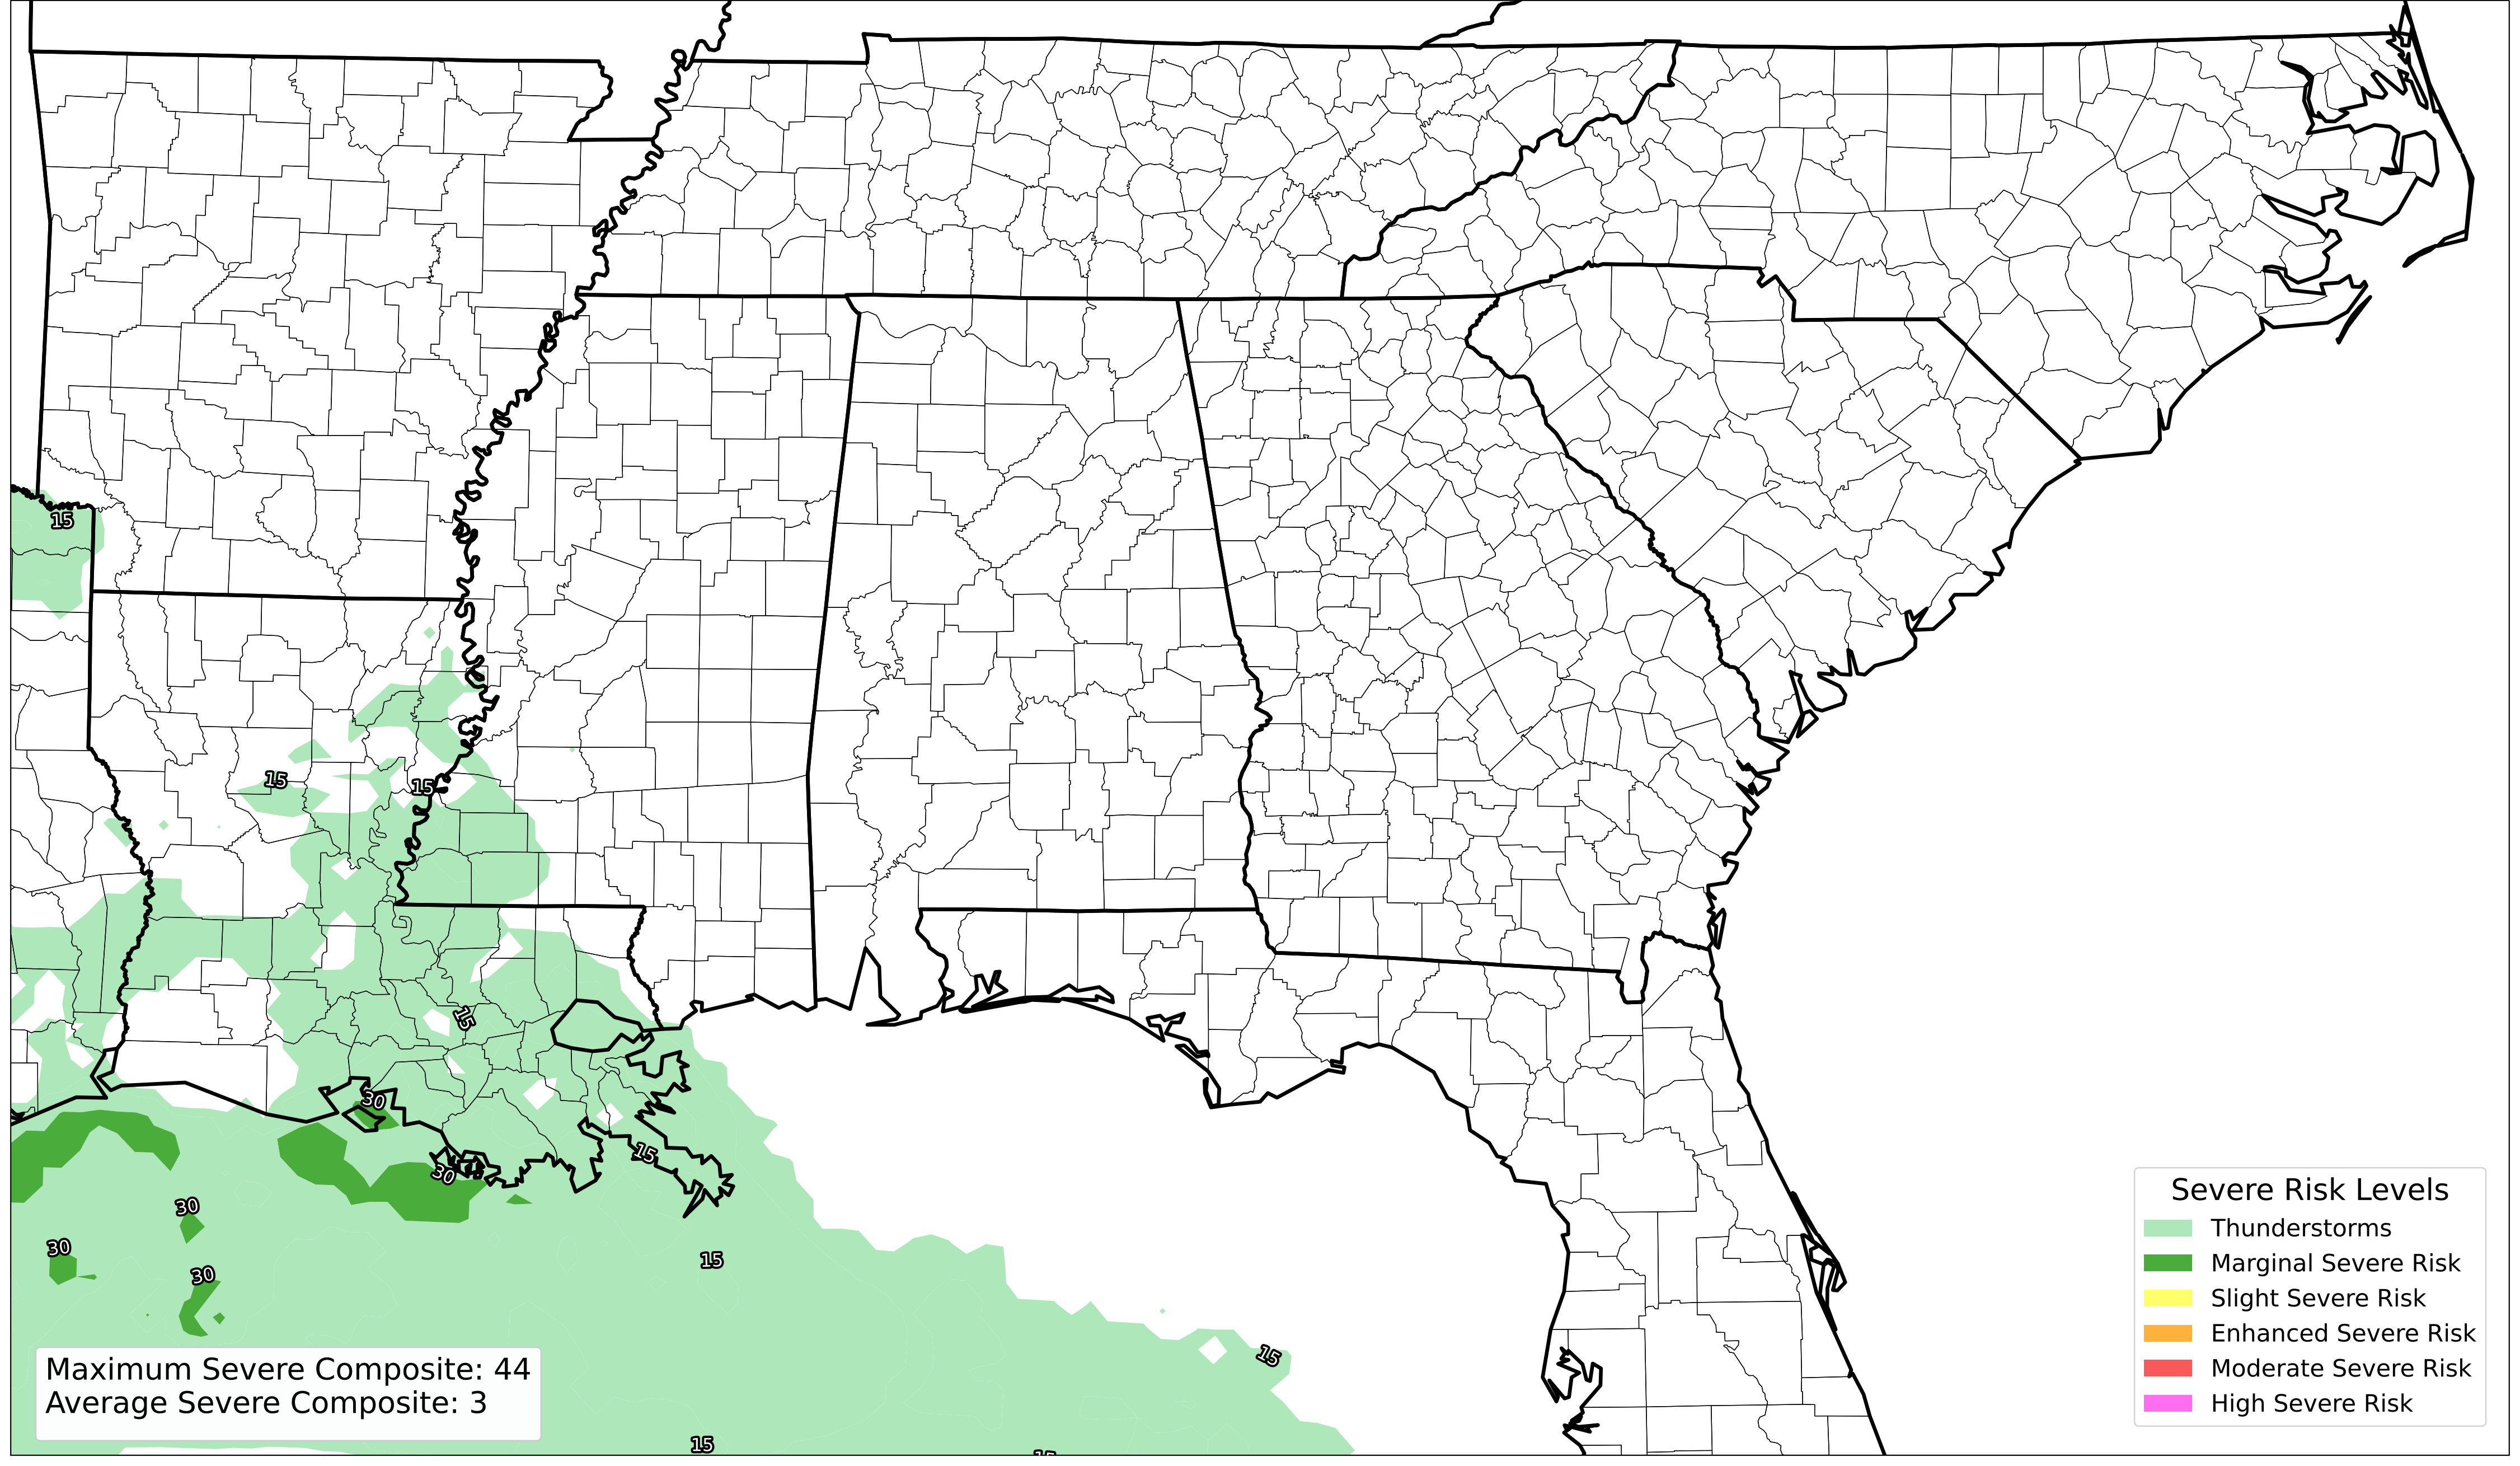 15
15
15
15
30
30
15
30
30
15
30
15
15
Severe Risk Levels
Thunderstorms
Marginal Severe Risk
Slight Severe Risk
Enhanced Severe Risk
Moderate Severe Risk
High Severe Risk
Maximum Severe Composite: 44
Average Severe Composite: 3